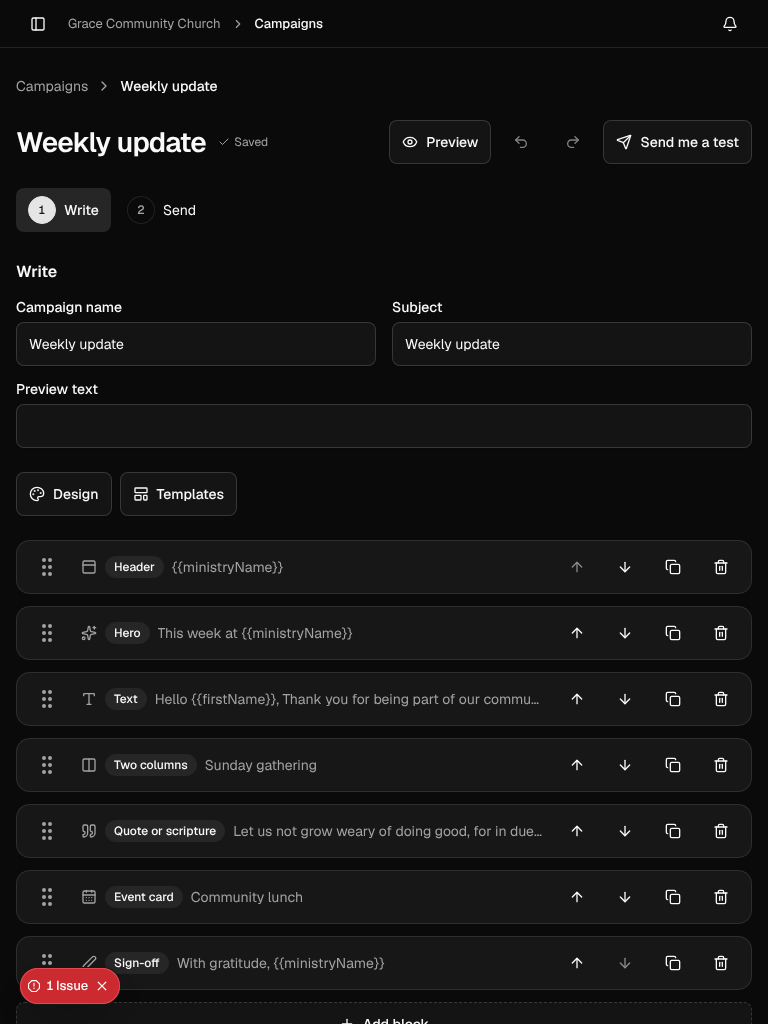 Grace Community Church > Campaigns
Campaigns > Weekly update
Weekly update Saved Preview Send me a test
1 Write 2 Send
Write
Campaign name Subject
Weekly update Weekly update
Preview text
Design Templates
Header {{ministryName}}
Hero This week at {{ministryName}}
Text Hello {{firstName}}, Thank you for being part of our commu…
Two columns Sunday gathering
Quote or scripture Let us not grow weary of doing good, for in due…
Event card Community lunch
Sign-off With gratitude, {{ministryName}}
1 Issue
Add block